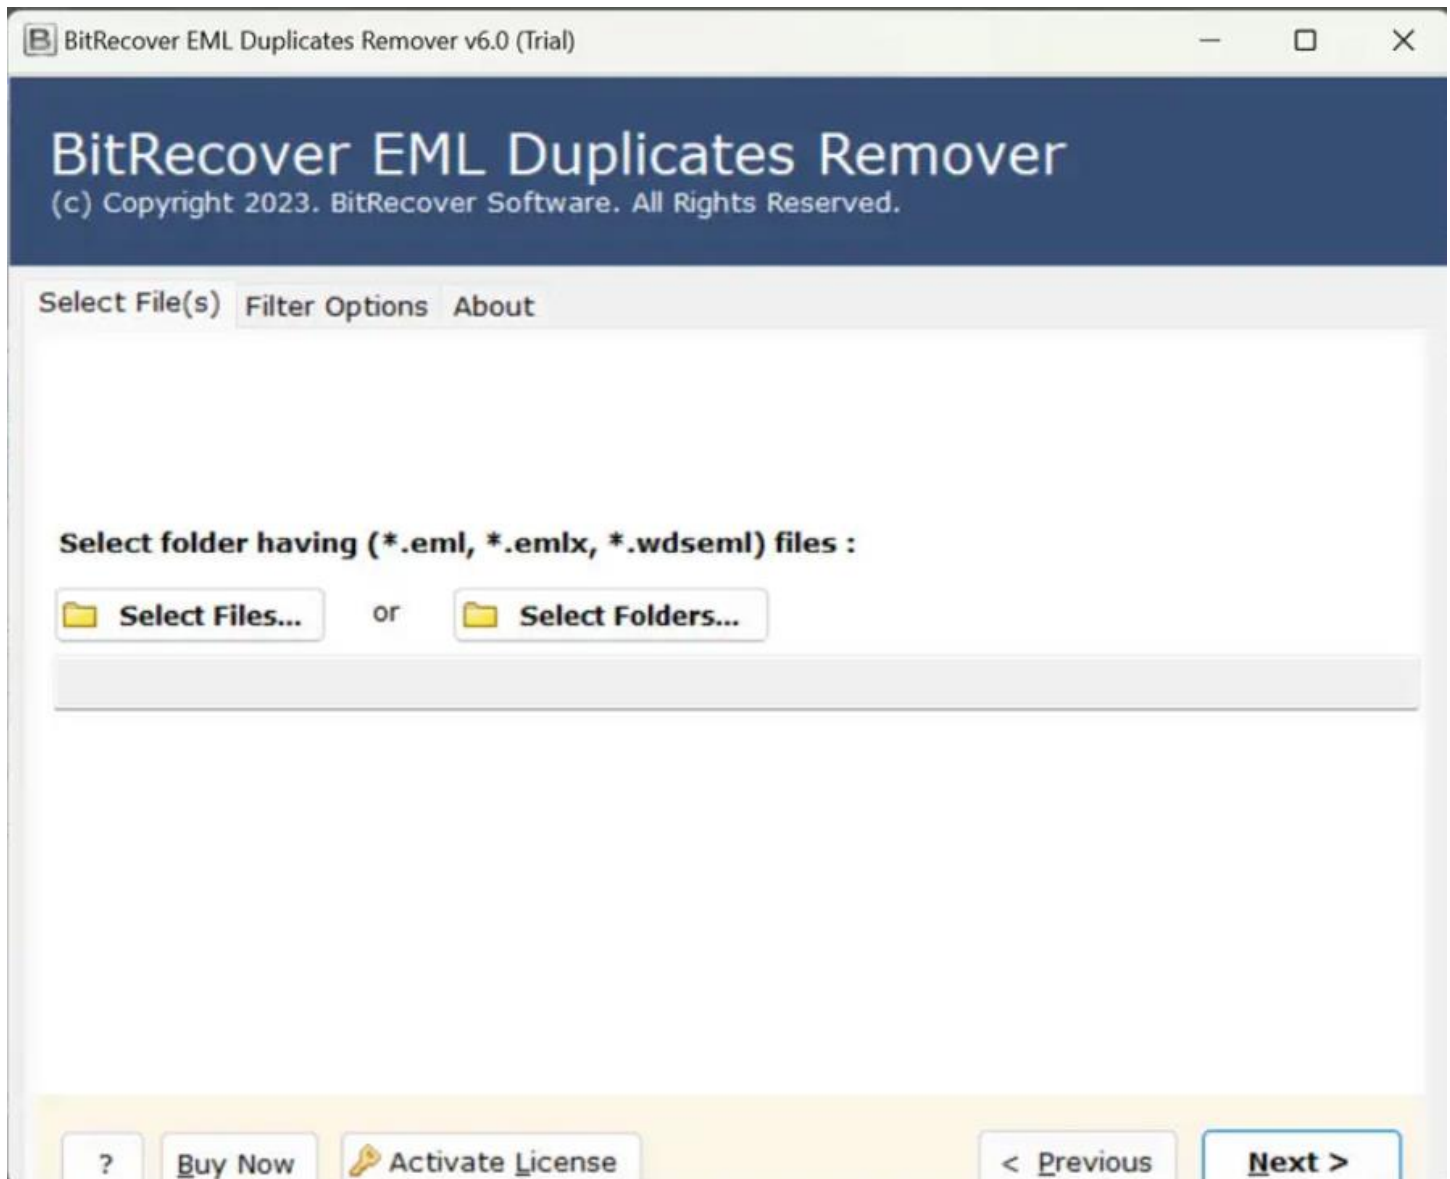 BitRecover EML Duplicates Remover v6.0 (Trial)
BitRecover EML Duplicates Remover
(c) Copyright 2023. BitRecover Software. All Rights Reserved.
Select File(s) Filter Options About
Select folder having (*.eml, *.emlx, *.wdseml) files :
Select Files... or Select Folders...
? Buy Now Activate License < Previous Next >